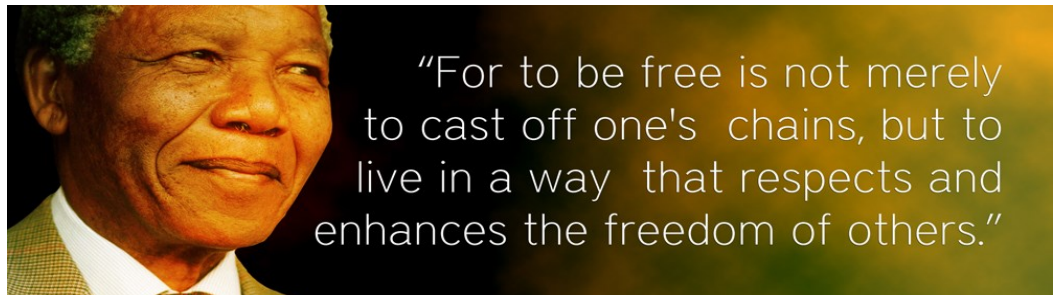 “For to be free is not merely
to cast off one's chains, but to
live in a way that respects and
enhances the freedom of others.”